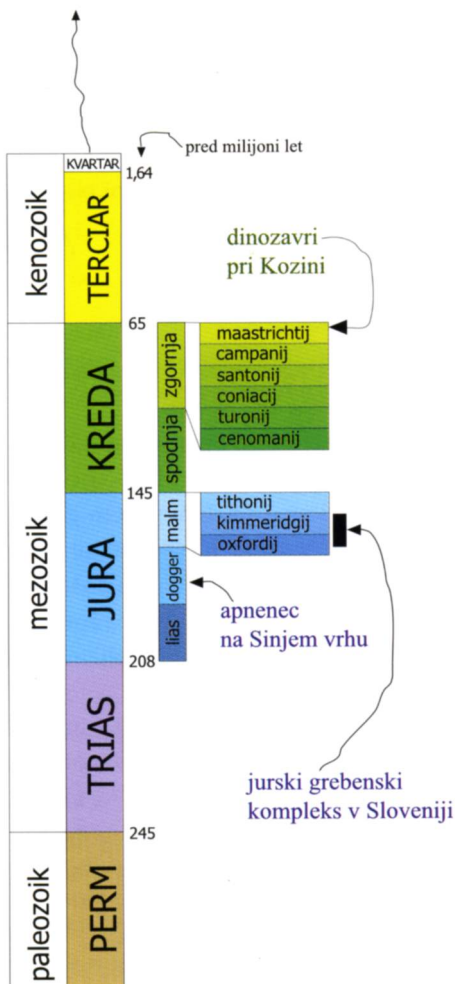 pred milijoni let
KVARTAR
1,64
kenozoik
TERCIAR
dinozavri
pri Kozini
65
mezozoik
KREDA
zgornja
spodnja
maastrichtij
campanij
santonij
coniacij
turonij
cenomanij
145
JURA
malm
dogger
lias
tithonij
kimmeridgij
oxfordij
apnenec
na Sinjem vrhu
208
TRIAS
jurski grebenski
kompleks v Sloveniji
245
paleozoik
PERM